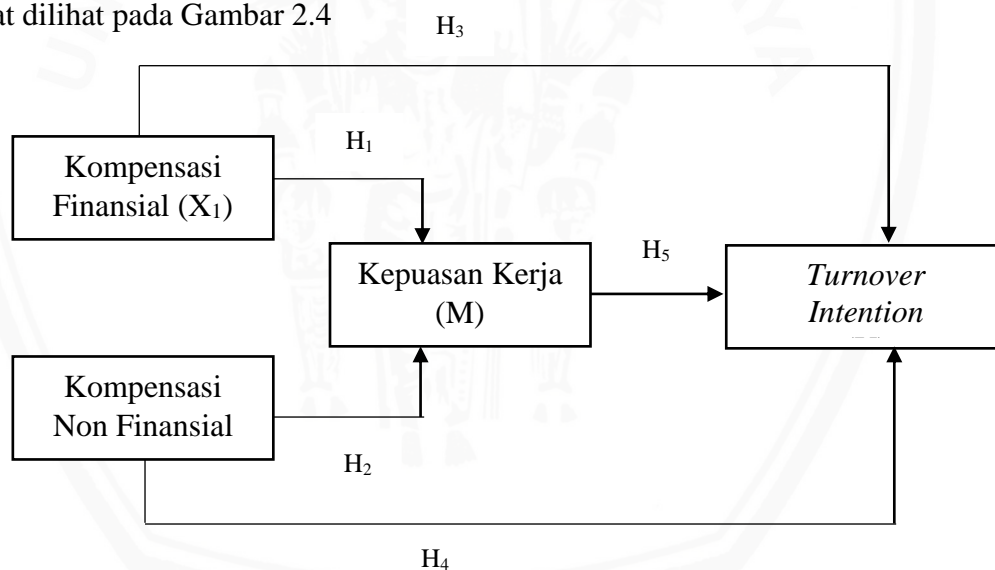 at dilihat pada Gambar 2.4
H₃
H₁
Kompensasi
Finansial (X₁)
Kepuasan Kerja
(M)
H₅
Turnover
Intention
Kompensasi
Non Finansial
H₂
H₄